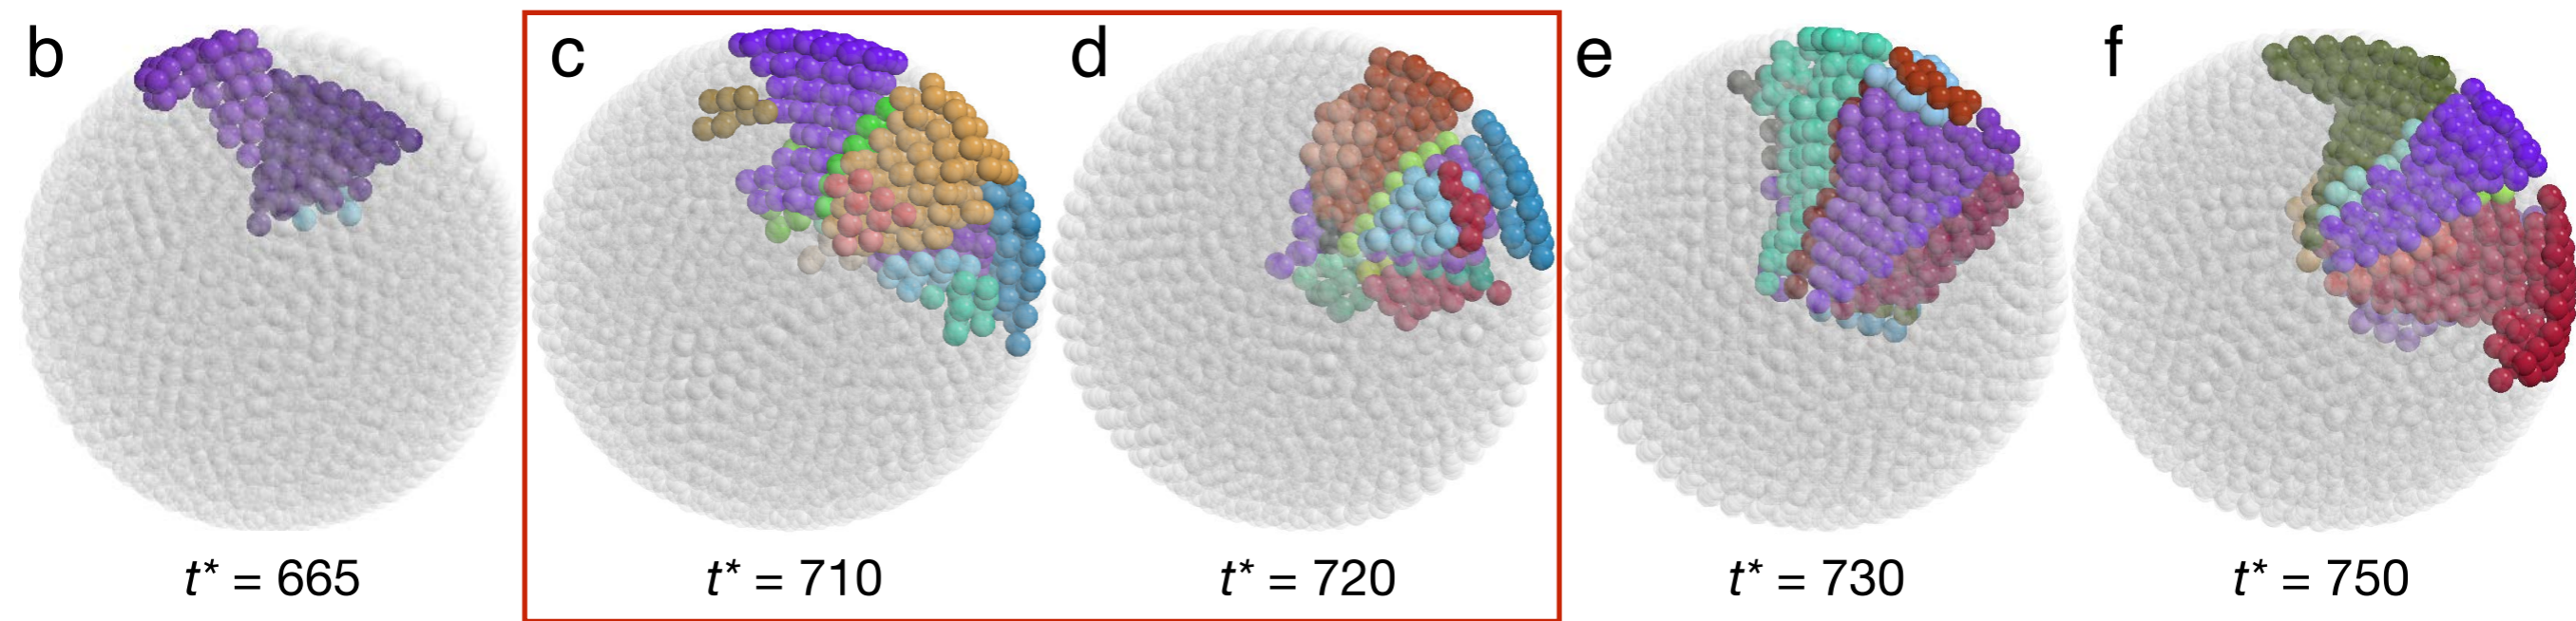 b c d e f
t* = 665 t* = 710 t* = 720 t* = 730 t* = 750